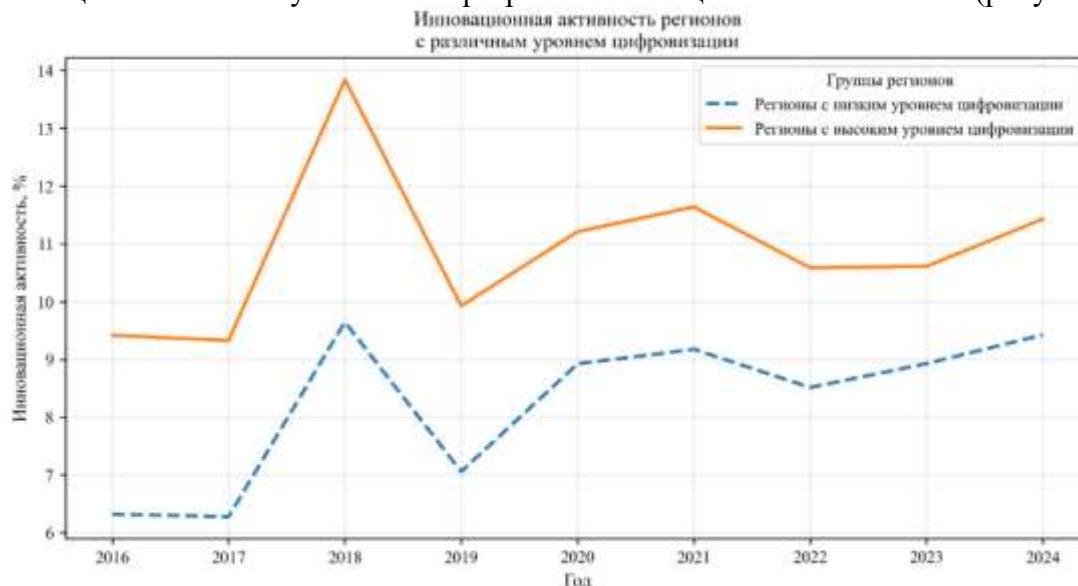 Инновационная активность регионов
с различным уровнем цифровизации
14
13
12
11
10
9
8
7
6
Инновационная активность, %
Группы регионов
Регионы с низким уровнем цифровизации
Регионы с высоким уровнем цифровизации
2016 2017 2018 2019 2020 2021 2022 2023 2024
Год